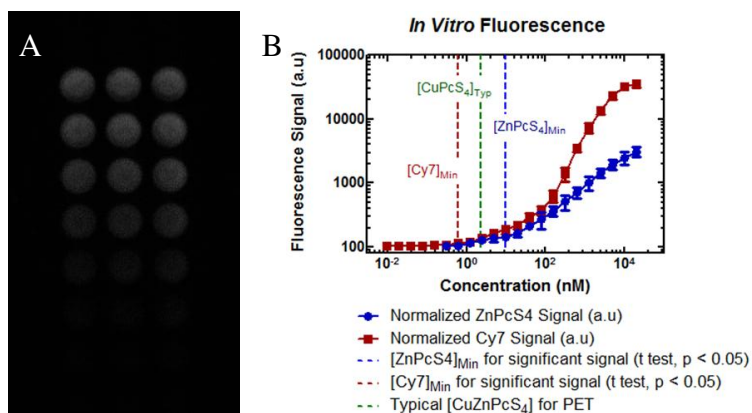 A
B
In Vitro Fluorescence
Fluorescence Signal (a.u)
100000
10000
1000
100
[CuPcS₄]Typ
[ZnPcS₄]Min
[Cy7]Min
10⁻² 10⁰ 10² 10⁴
Concentration (nM)
Normalized ZnPcS4 Signal (a.u)
Normalized Cy7 Signal (a.u)
[ZnPcS4]Min for significant signal (t test, p < 0.05)
[Cy7]Min for significant signal (t test, p < 0.05)
Typical [CuZnPcS₄] for PET